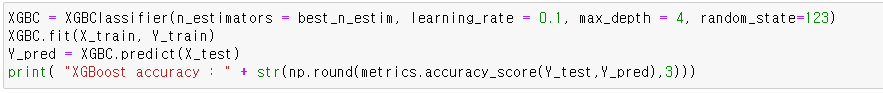 XGBC = XGBClassifier(n_estimators = best_n_estim, learning_rate = 0.1, max_depth = 4, random_state=123)
XGBC.fit(X_train, Y_train)
Y_pred = XGBC.predict(X_test)
print( "XGBoost accuracy : " + str(np.round(metrics.accuracy_score(Y_test,Y_pred),3)))